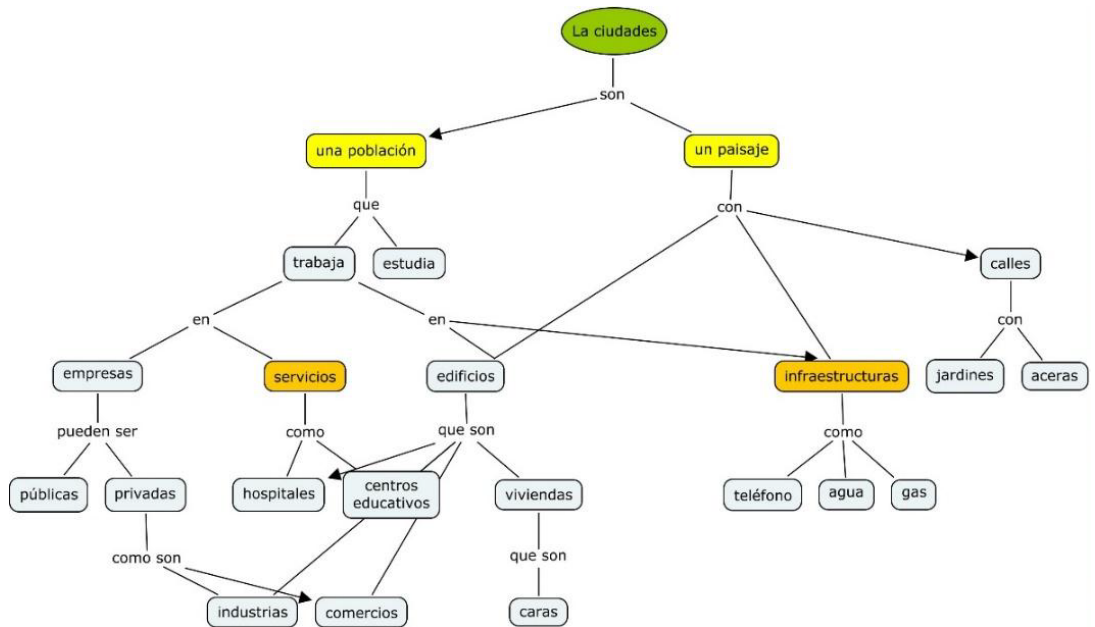 La ciudades
son
una población
un paisaje
que
con
trabaja
estudia
calles
en
en
con
empresas
servicios
edificios
infraestructuras
jardines
aceras
pueden ser
como
que son
como
públicas
privadas
hospitales
centros
educativos
viviendas
teléfono
agua
gas
como son
que son
industrias
comercios
caras